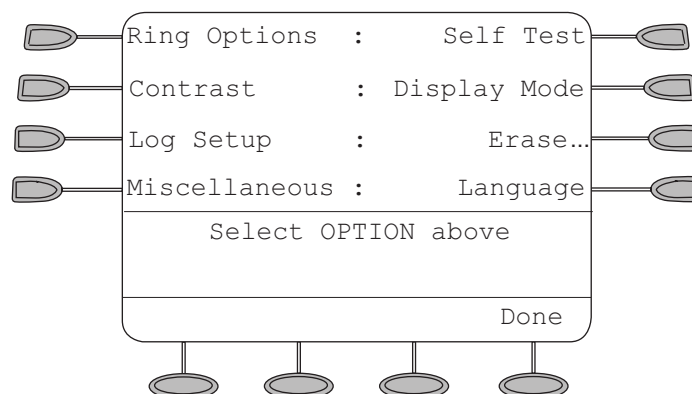 Ring Options : Self Test
Contrast : Display Mode
Log Setup : Erase…
Miscellaneous : Language
Select OPTION above
Done